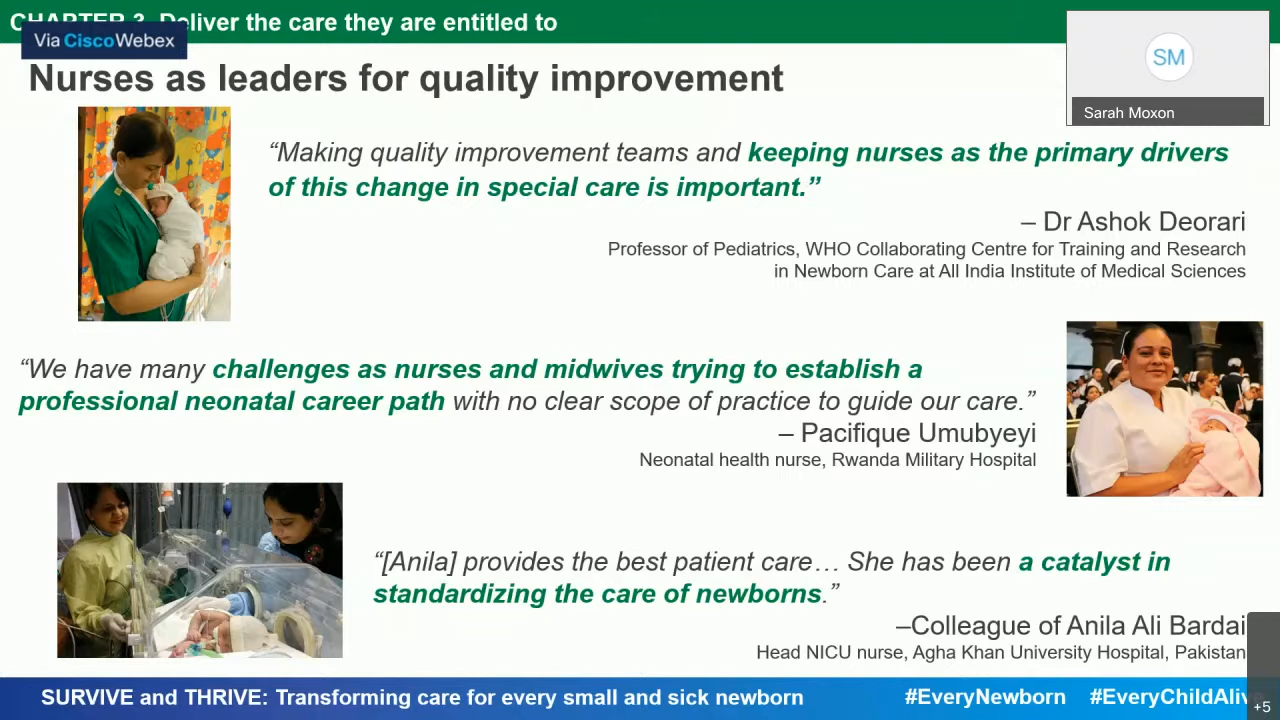 CHAPTER 3 Deliver the care they are entitled to
Via Cisco Webex
SM
Sarah Moxon
Nurses as leaders for quality improvement
“Making quality improvement teams and keeping nurses as the primary drivers
of this change in special care is important.”
– Dr Ashok Deorari
Professor of Pediatrics, WHO Collaborating Centre for Training and Research
in Newborn Care at All India Institute of Medical Sciences
“We have many challenges as nurses and midwives trying to establish a
professional neonatal career path with no clear scope of practice to guide our care.”
– Pacifique Umubyeyi
Neonatal health nurse, Rwanda Military Hospital
“[Anila] provides the best patient care… She has been a catalyst in
standardizing the care of newborns.”
–Colleague of Anila Ali Bardai
Head NICU nurse, Agha Khan University Hospital, Pakistan
SURVIVE and THRIVE: Transforming care for every small and sick newborn
#EveryNewborn #EveryChildAlive
+5